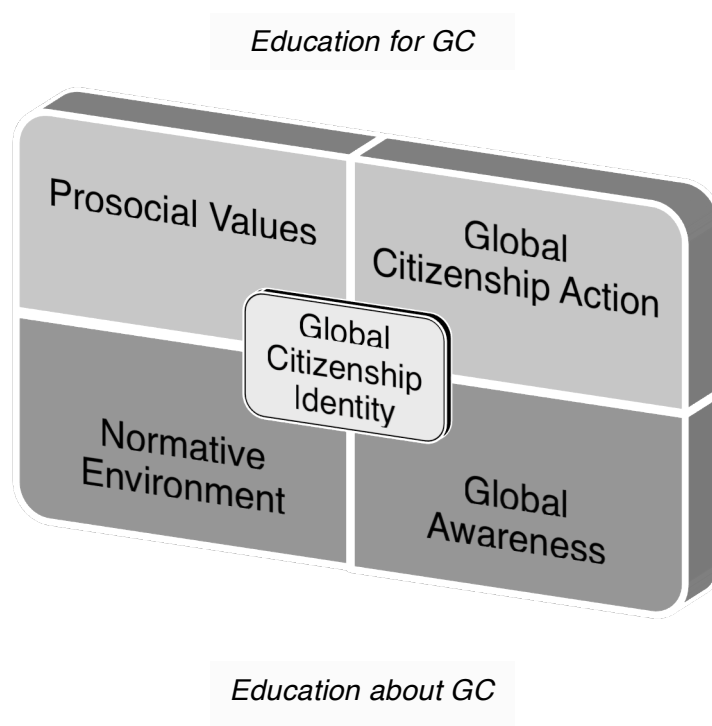 Education for GC
Prosocial Values
Global
Citizenship Action
Global
Citizenship
Identity
Normative
Environment
Global
Awareness
Education about GC